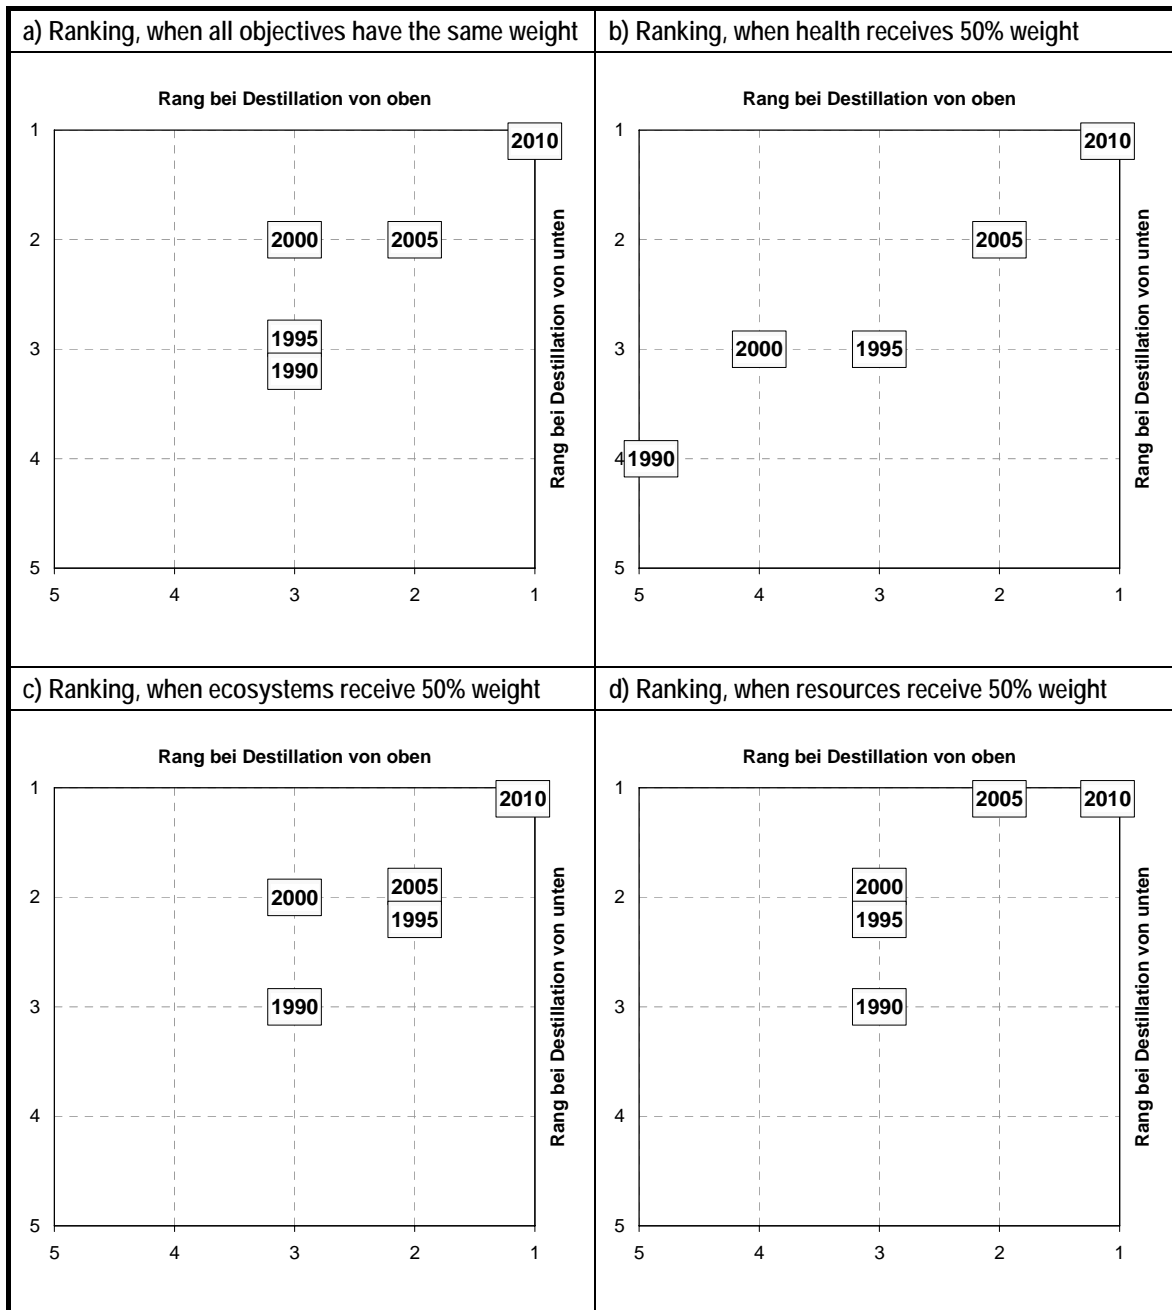 a) Ranking, when all objectives have the same weight
Rang bei Destillation von oben
1
2010
2
2000
2005
1995
3
1990
4
5
5 4 3 2 1
Rang bei Destillation von unten
b) Ranking, when health receives 50% weight
Rang bei Destillation von oben
1
2010
2
2005
3
2000
1995
4
1990
5
5 4 3 2 1
Rang bei Destillation von unten
c) Ranking, when ecosystems receive 50% weight
Rang bei Destillation von oben
1
2010
2
2000
2005
1995
3
1990
4
5
5 4 3 2 1
Rang bei Destillation von unten
d) Ranking, when resources receive 50% weight
Rang bei Destillation von oben
1
2005
2010
2000
2
1995
3
1990
4
5
5 4 3 2 1
Rang bei Destillation von unten